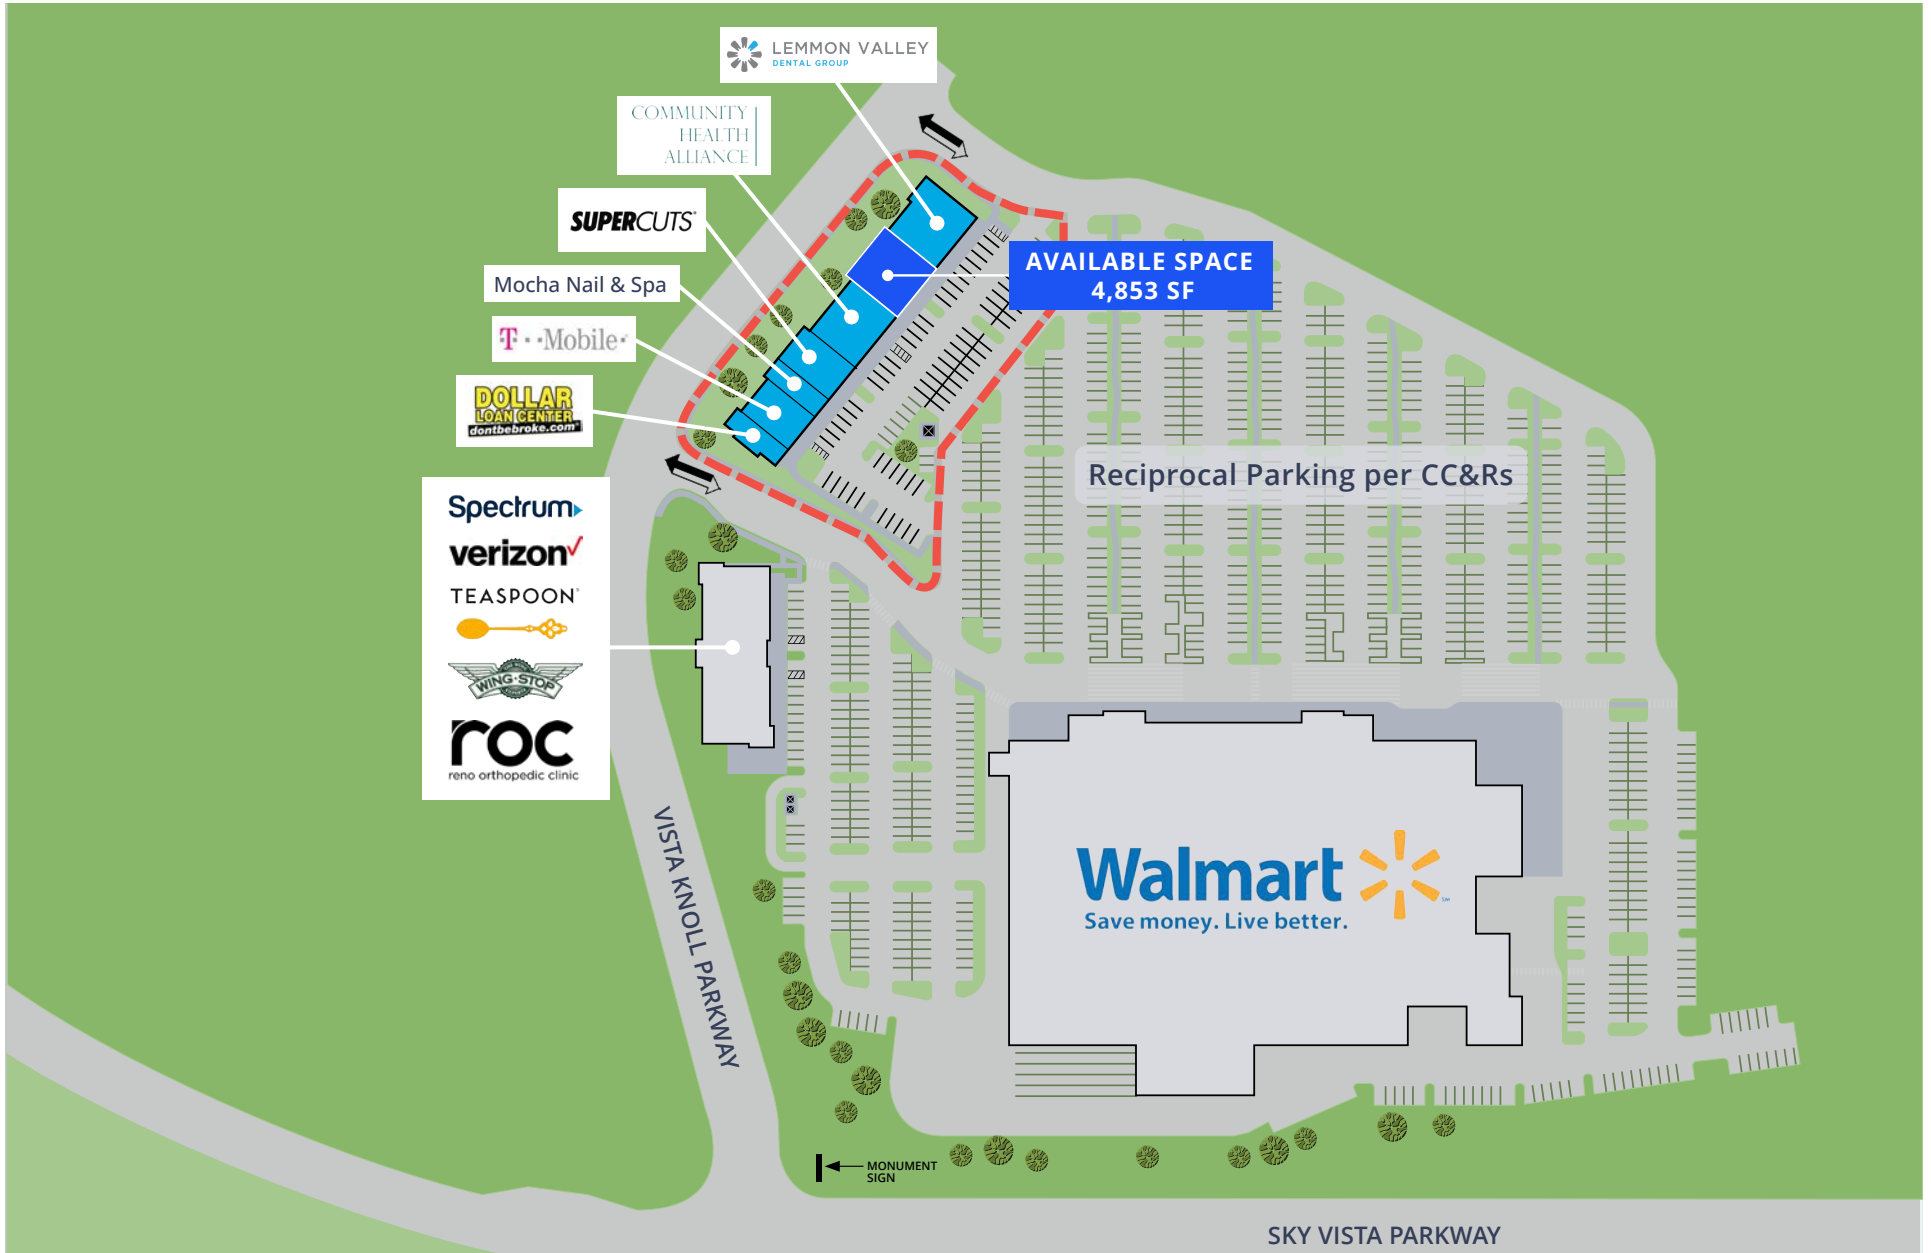 LEMMON VALLEY
DENTAL GROUP
COMMUNITY
HEALTH
ALLIANCE
SUPERCUTS®
Mocha Nail & Spa
T··Mobile·
DOLLAR
LOAN CENTER
dontbebroke.com®
AVAILABLE SPACE
4,853 SF
Reciprocal Parking per CC&Rs
Spectrum
verizon
TEASPOON
WING·STOP
roc
reno orthopedic clinic
VISTA KNOLL PARKWAY
Walmart
Save money. Live better.
SM
MONUMENT
SIGN
SKY VISTA PARKWAY